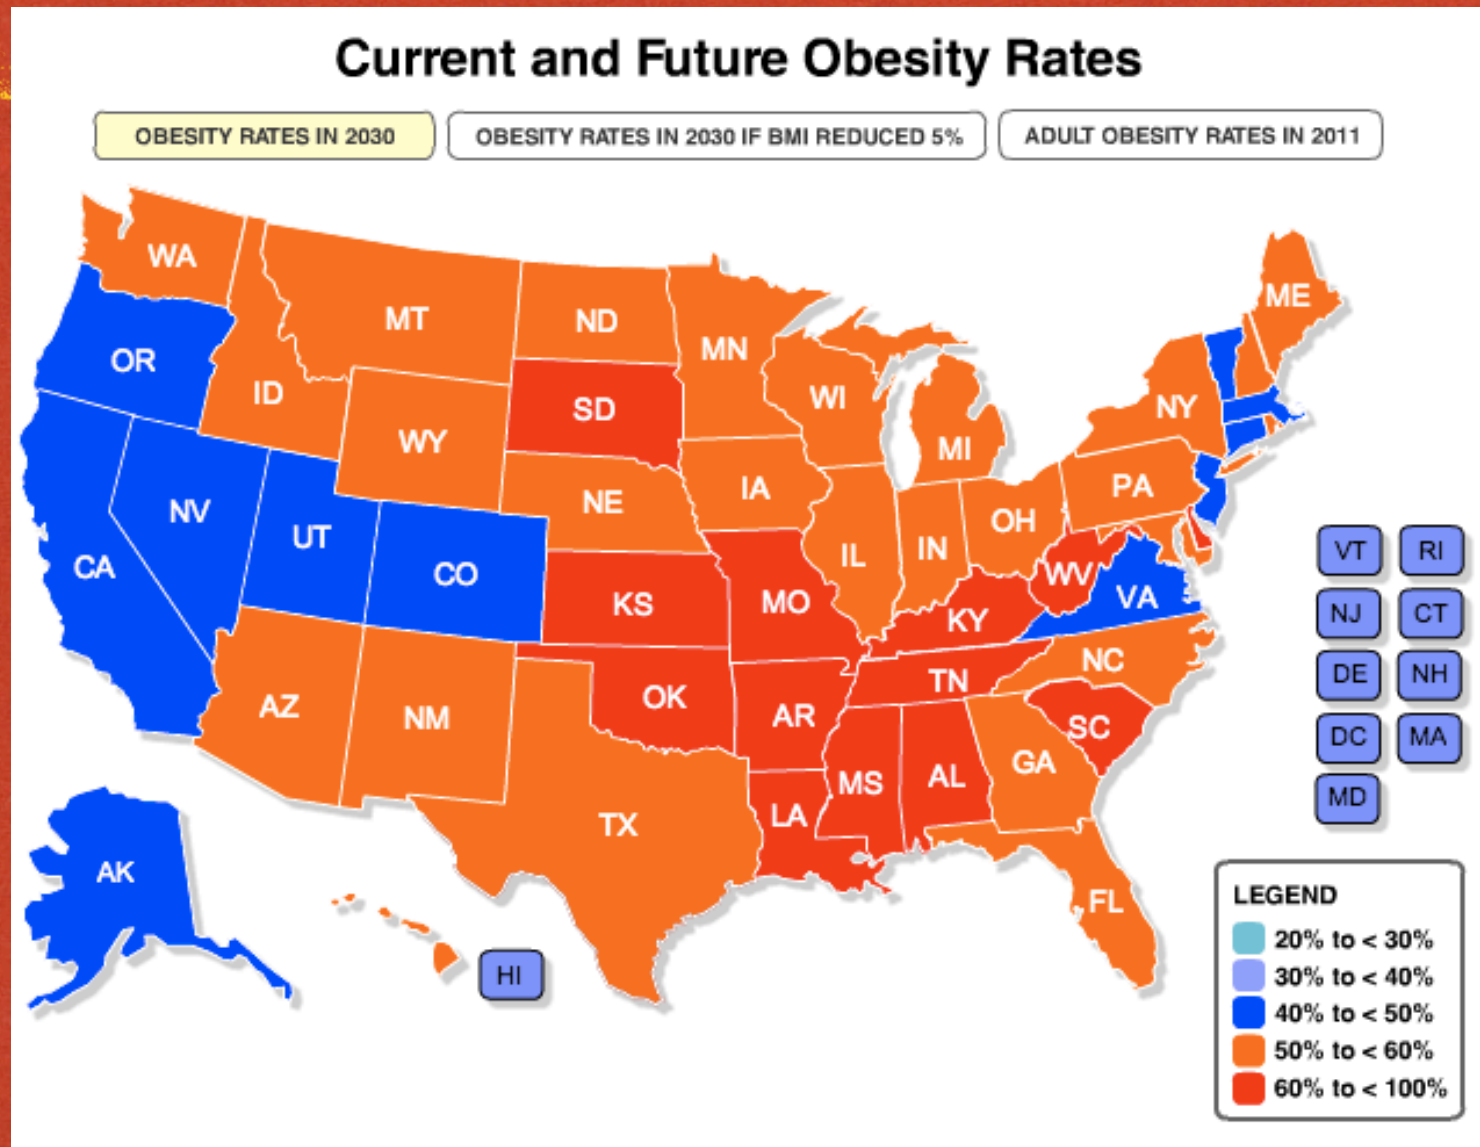 Current and Future Obesity Rates
OBESITY RATES IN 2030
OBESITY RATES IN 2030 IF BMI REDUCED 5%
ADULT OBESITY RATES IN 2011
WA
MT
ND
MN
ME
OR
ID
SD
WI
NY
WY
MI
CA
NV
UT
CO
NE
IA
IL
IN
OH
PA
KS
MO
WV
VA
KY
AZ
NM
OK
AR
TN
NC
SC
TX
LA
MS
AL
GA
FL
AK
HI
VT
RI
NJ
CT
DE
NH
DC
MA
MD
LEGEND
20% to < 30%
30% to < 40%
40% to < 50%
50% to < 60%
60% to < 100%